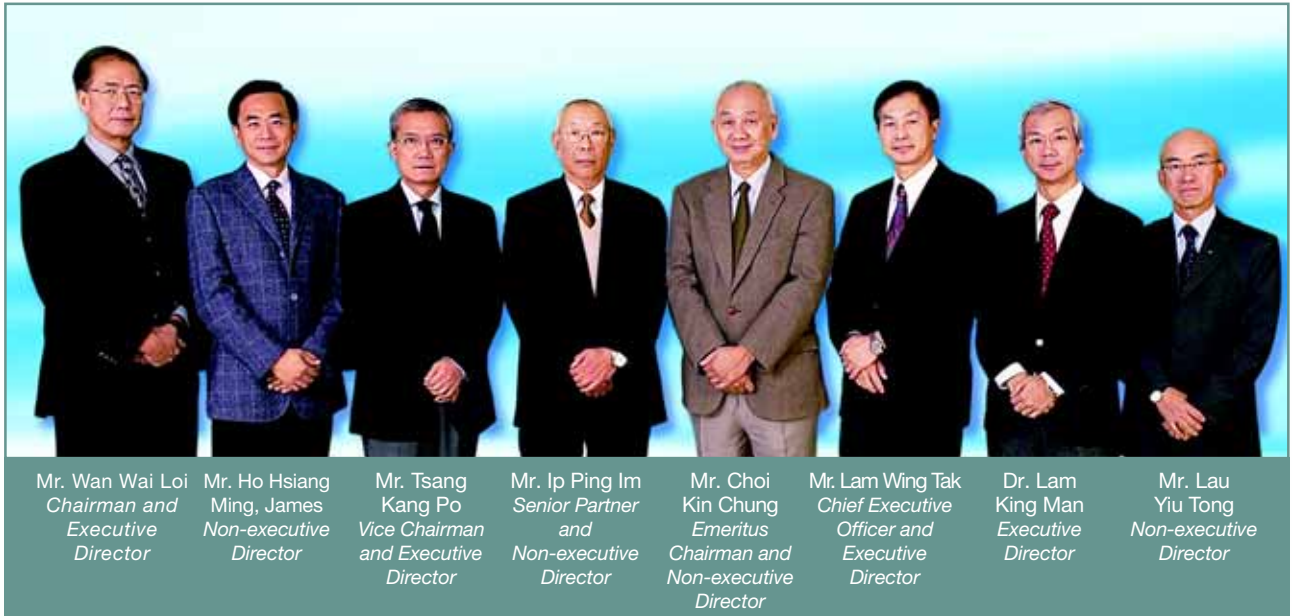 Mr. Wan Wai Loi
Chairman and
Executive
Director
Mr. Ho Hsiang
Ming, James
Non-executive
Director
Mr. Tsang
Kang Po
Vice Chairman
and Executive
Director
Mr. Ip Ping Im
Senior Partner
and
Non-executive
Director
Mr. Choi
Kin Chung
Emeritus
Chairman and
Non-executive
Director
Mr. Lam Wing Tak
Chief Executive
Officer and
Executive
Director
Dr. Lam
King Man
Executive
Director
Mr. Lau
Yiu Tong
Non-executive
Director